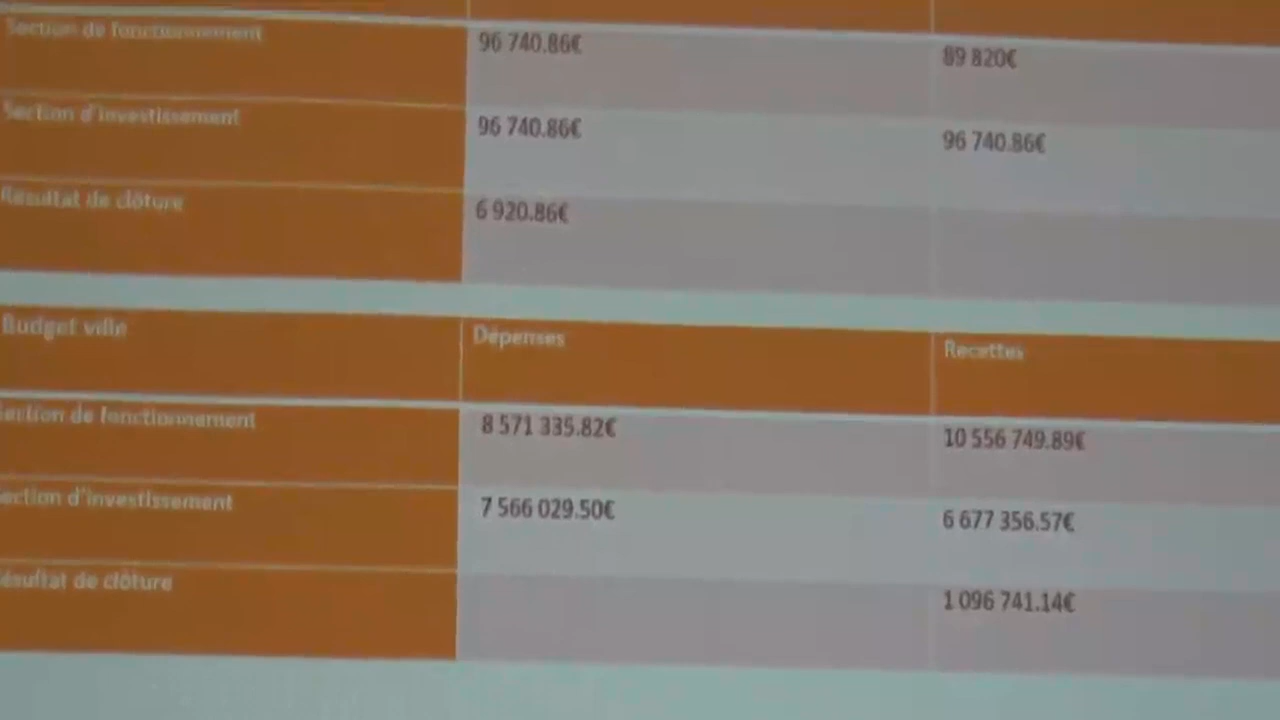 Section de fonctionnement 96 740.86€ 89 820€
Section d'investissement 96 740.86€ 96 740.86€
Résultat de clôture 6 920.86€
Budget ville Dépenses Recettes
Section de fonctionnement 8 571 335.82€ 10 556 749.89€
Section d'investissement 7 566 029.50€ 6 677 356.57€
Résultat de clôture 1 096 741.14€